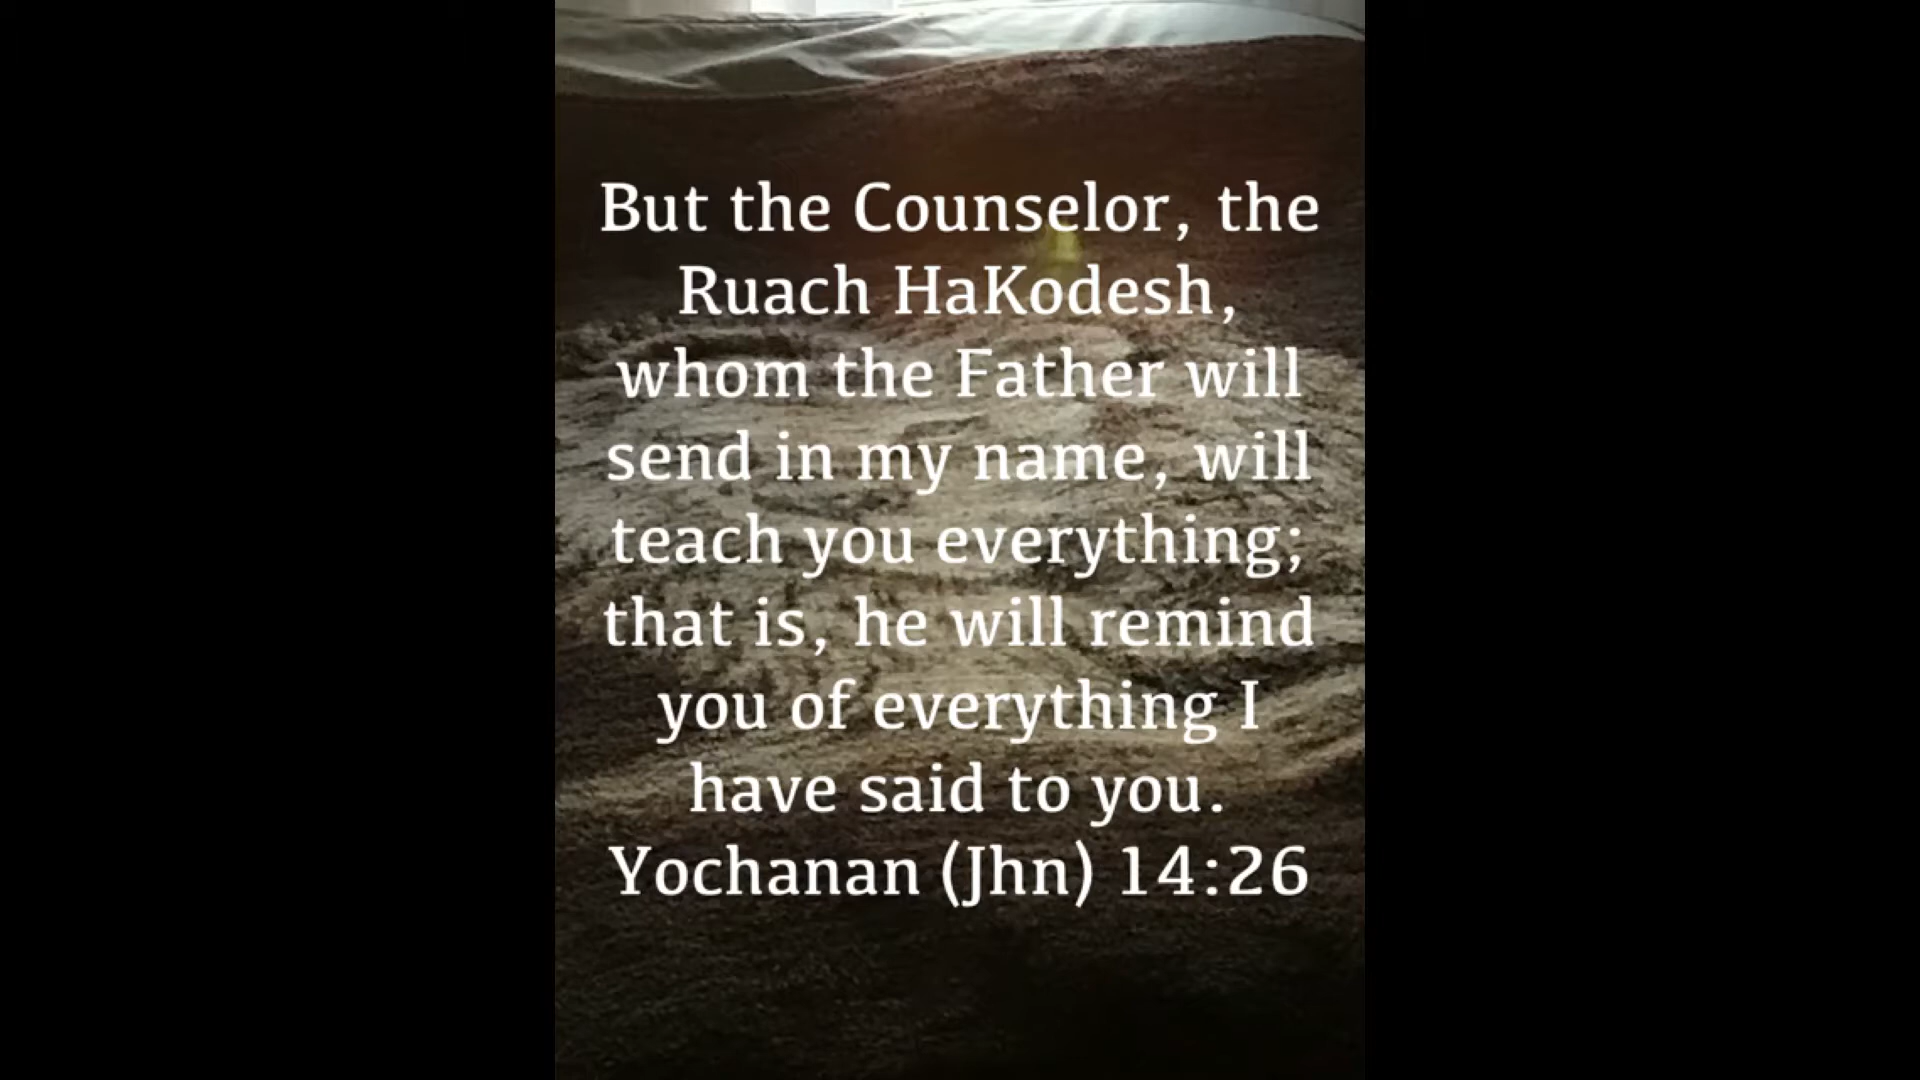 But the Counselor, the
Ruach HaKodesh,
whom the Father will
send in my name, will
teach you everything;
that is, he will remind
you of everything I
have said to you.
Yochanan (Jhn) 14:26